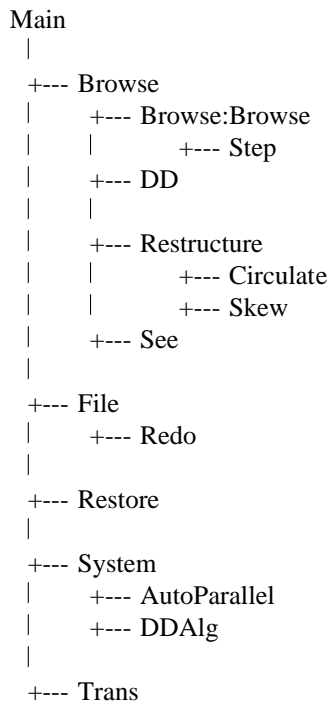 Main
|
+--- Browse
|     +--- Browse:Browse
|     |          +--- Step
|     +--- DD
|     |
|     +--- Restructure
|     |          +--- Circulate
|     |          +--- Skew
|     +--- See
|
+--- File
|     +--- Redo
|
+--- Restore
|
+--- System
|     +--- AutoParallel
|     +--- DDAlg
|
+--- Trans